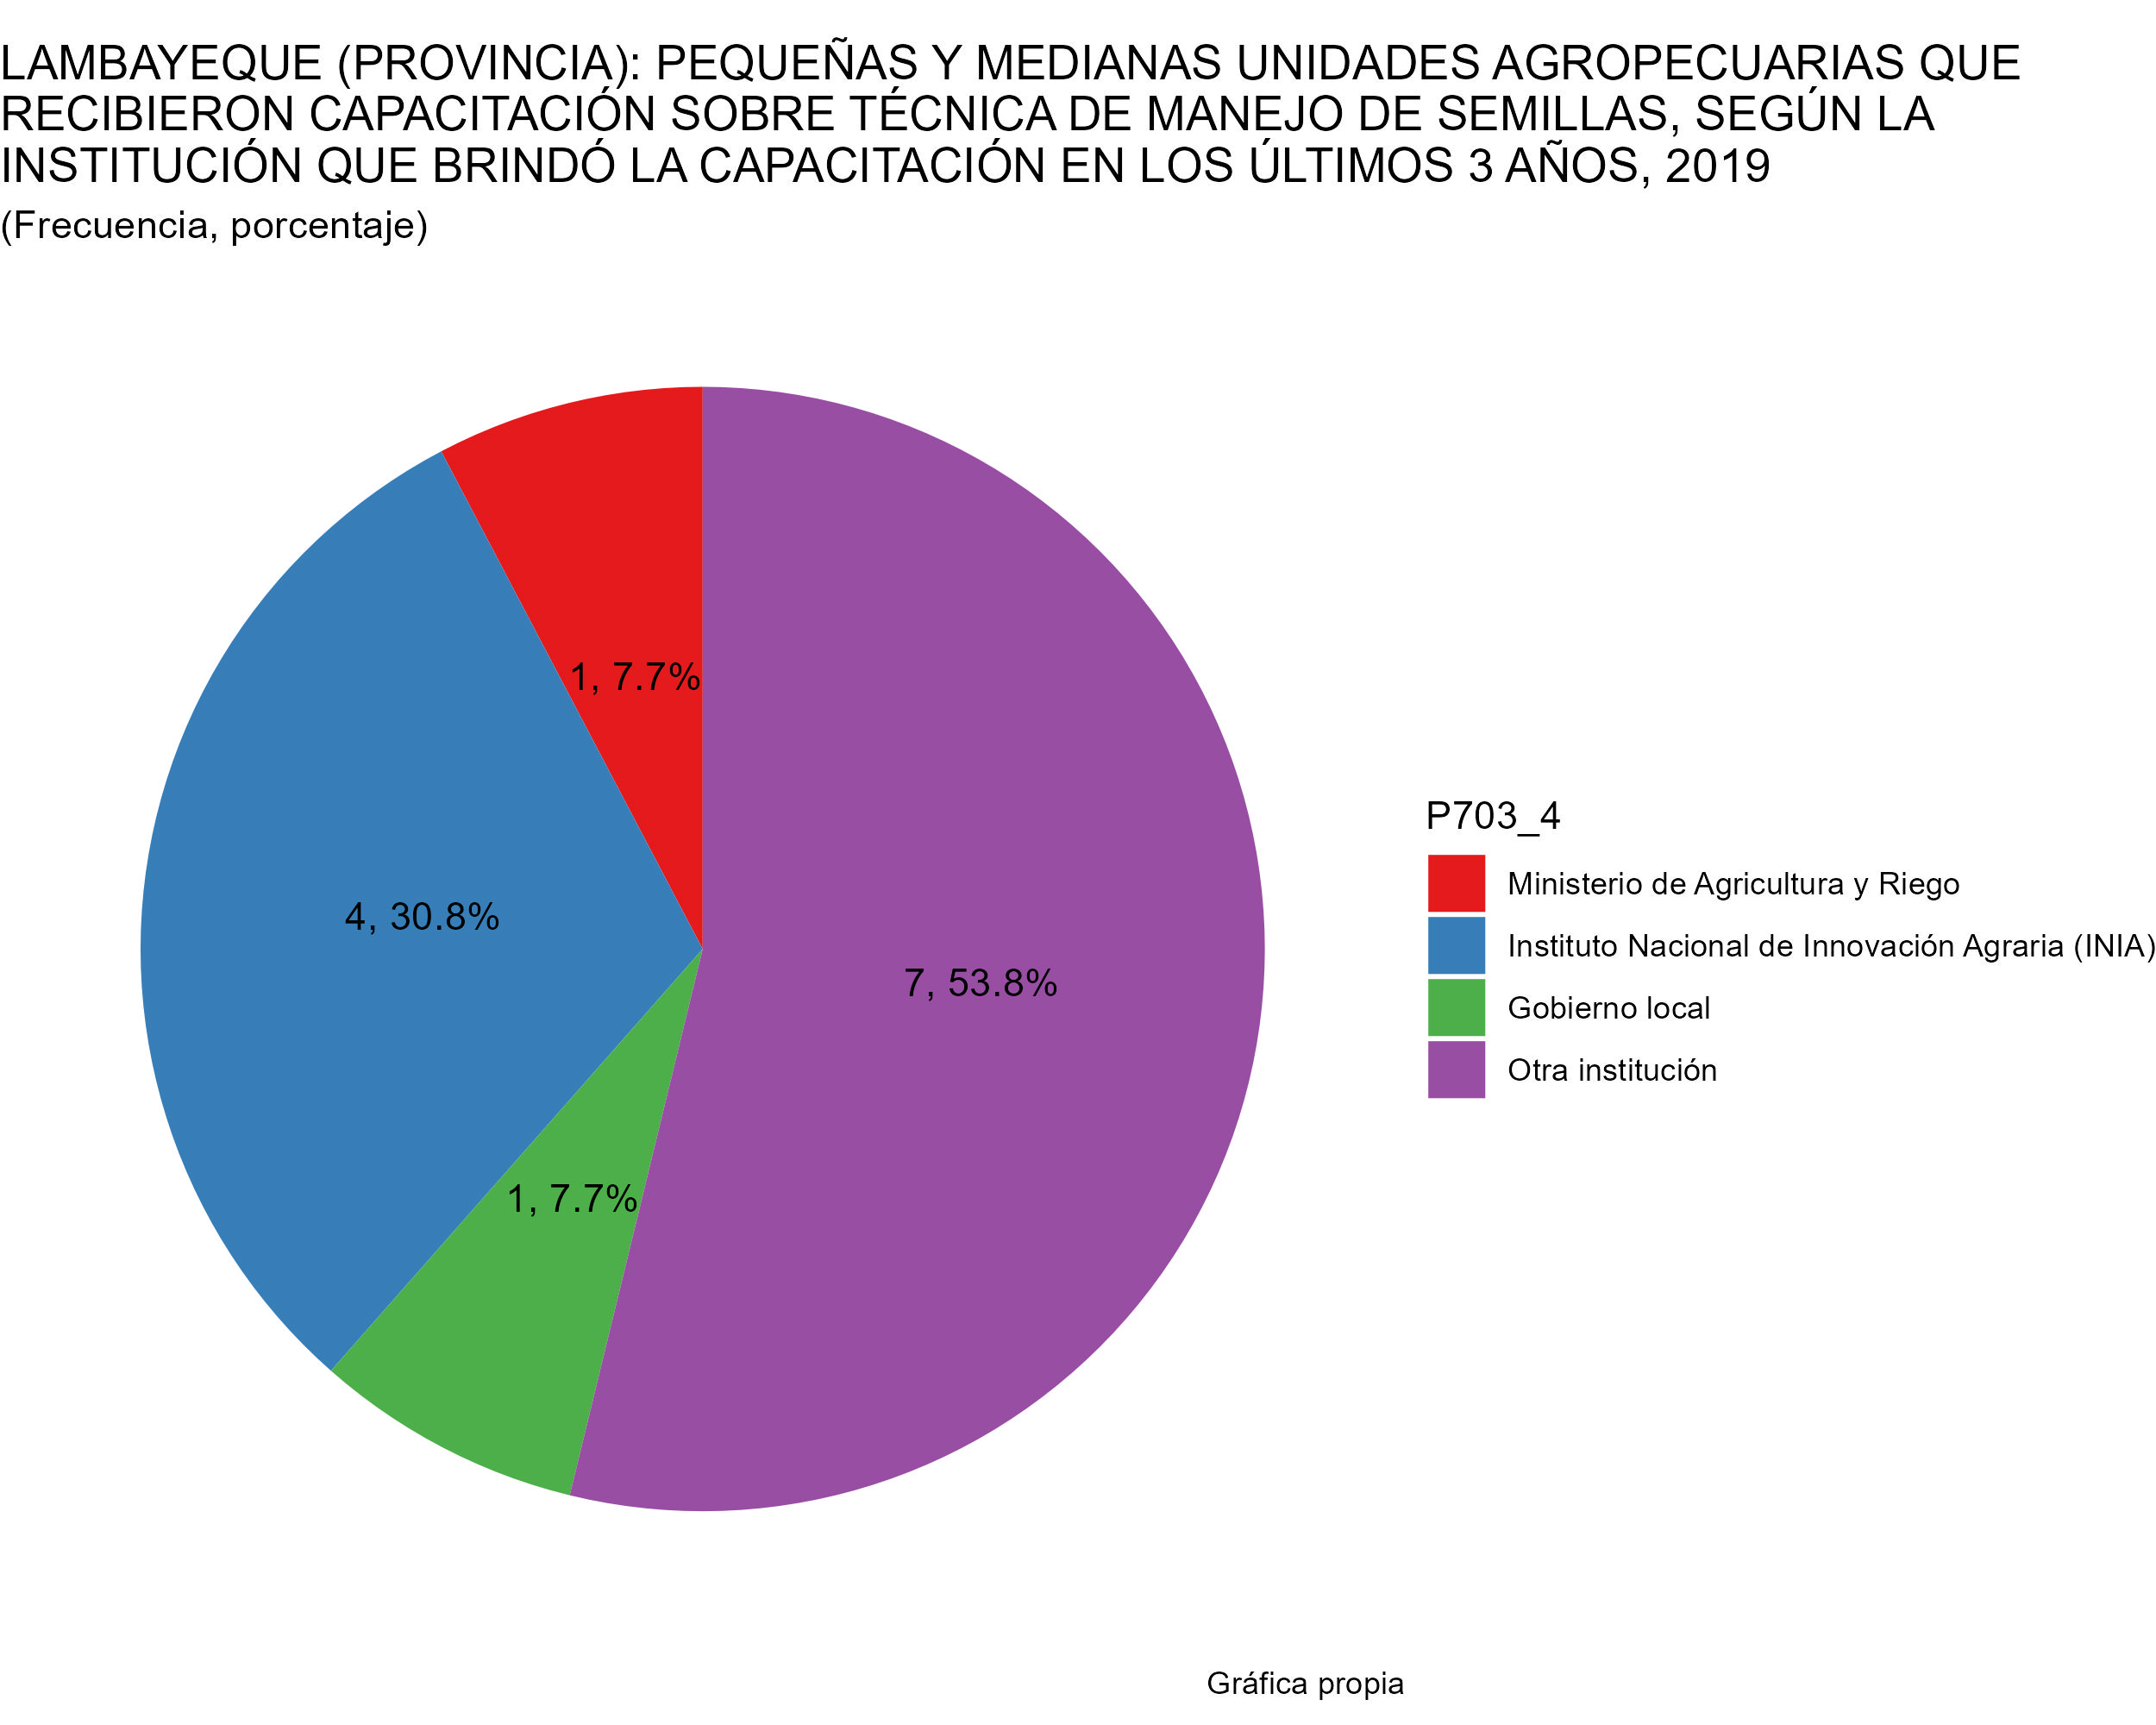 LAMBAYEQUE (PROVINCIA): PEQUEÑAS Y MEDIANAS UNIDADES AGROPECUARIAS QUE
RECIBIERON CAPACITACIÓN SOBRE TÉCNICA DE MANEJO DE SEMILLAS, SEGÚN LA
INSTITUCIÓN QUE BRINDÓ LA CAPACITACIÓN EN LOS ÚLTIMOS 3 AÑOS, 2019
(Frecuencia, porcentaje)
1, 7.7%
4, 30.8%
7, 53.8%
1, 7.7%
P703_4
Ministerio de Agricultura y Riego
Instituto Nacional de Innovación Agraria (INIA)
Gobierno local
Otra institución
Gráfica propia